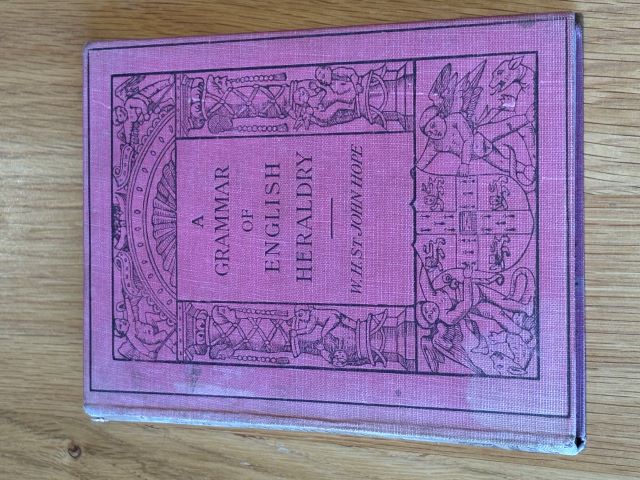 A
GRAMMAR
OF
ENGLISH
HERALDRY
W. H. ST JOHN HOPE